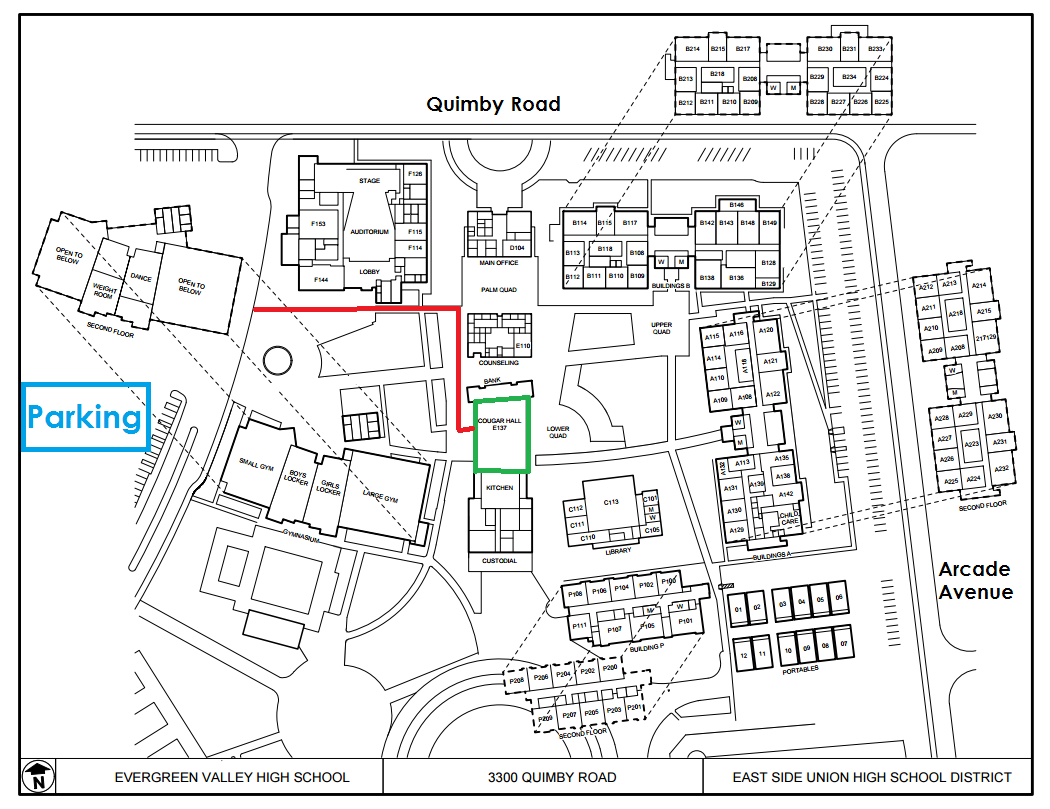 Quimby Road
B214
B215
B217
B213
B218
B208
B212
B211
B210
B209
W
M
B230
B231
B233
B229
B234
B224
B228
B227
B226
B225
STAGE
F126
F153
AUDITORIUM
F115
F114
F144
LOBBY
D104
MAIN OFFICE
PALM QUAD
B114
B115
B117
B113
B118
B108
B112
B111
B110
B109
W
M
BUILDINGS B
B146
B142
B143
B148
B149
B128
B138
B136
B129
OPEN TO
BELOW
WEIGHT
ROOM
DANCE
OPEN TO
BELOW
SECOND FLOOR
E110
COUNSELING
BANK
UPPER
QUAD
A115
A116
A120
A114
A118
A121
A110
A109
A108
A122
W
M
A212
A213
A214
A211
A218
A215
A210
A209
A208
217129
W
M
A228
A229
A230
A227
A223
A231
A226
A225
A224
A232
SECOND FLOOR
Parking
COUGAR HALL
E137
LOWER
QUAD
SMALL GYM
BOYS
LOCKER
GIRLS
LOCKER
LARGE GYM
GYMNASIUM
KITCHEN
CUSTODIAL
C112
C113
C101
M
W
C111
C110
C105
LIBRARY
A132
A113
A135
A131
A139
A138
A142
A130
A129
CHILD
CARE
BUILDINGS A
Arcade
Avenue
P108
P106
P104
P102
P100
P111
P107
M
W
P105
P101
BUILDING P
P208
P206
P204
P202
P200
P209
P207
P205
P203
P201
SECOND FLOOR
01
02
03
04
05
06
12
11
10
09
08
07
PORTABLES
N
EVERGREEN VALLEY HIGH SCHOOL
3300 QUIMBY ROAD
EAST SIDE UNION HIGH SCHOOL DISTRICT